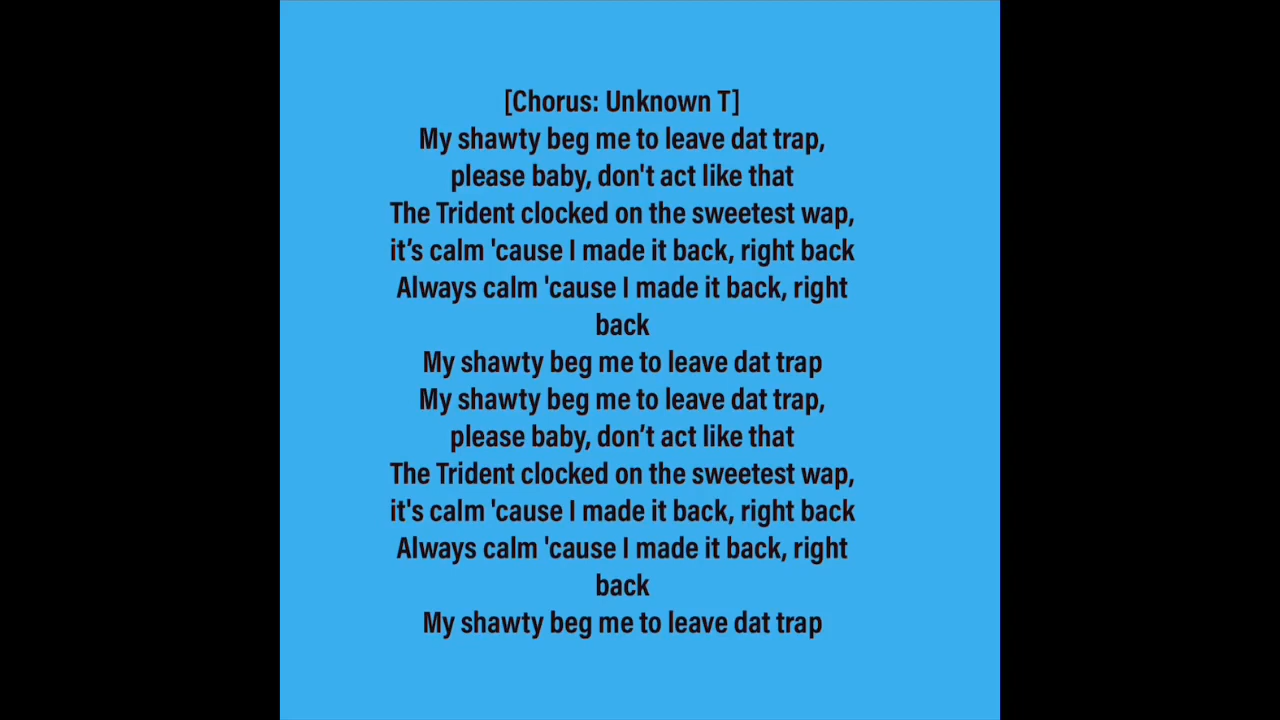 [Chorus: Unknown T]
My shawty beg me to leave dat trap,
please baby, don't act like that
The Trident clocked on the sweetest wap,
it’s calm 'cause I made it back, right back
Always calm 'cause I made it back, right
back
My shawty beg me to leave dat trap
My shawty beg me to leave dat trap,
please baby, don’t act like that
The Trident clocked on the sweetest wap,
it's calm 'cause I made it back, right back
Always calm 'cause I made it back, right
back
My shawty beg me to leave dat trap